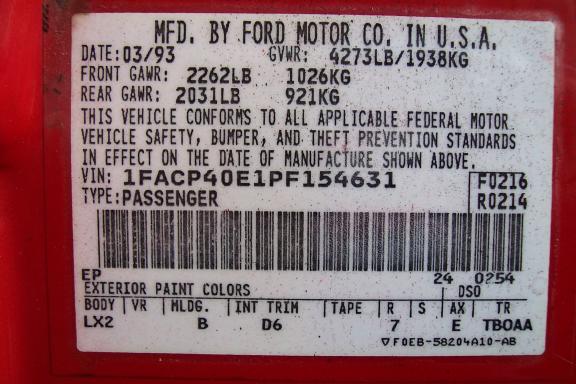 MFD. BY FORD MOTOR CO. IN U.S.A.
DATE: 03/93 GVWR: 4273LB/1938KG
FRONT GAWR: 2262LB 1026KG
REAR GAWR: 2031LB 921KG
THIS VEHICLE CONFORMS TO ALL APPLICABLE FEDERAL MOTOR
VEHICLE SAFETY, BUMPER, AND THEFT PREVENTION STANDARDS
IN EFFECT ON THE DATE OF MANUFACTURE SHOWN ABOVE.
VIN: 1FACP40E1PF154631 F0216
TYPE: PASSENGER R0214
EP 24 0254
EXTERIOR PAINT COLORS DSO
BODY VR MLDG. INT TRIM TAPE R S AX TR
LX2 B D6 7 E TBOAA
▽F0EB-58204A10-AB